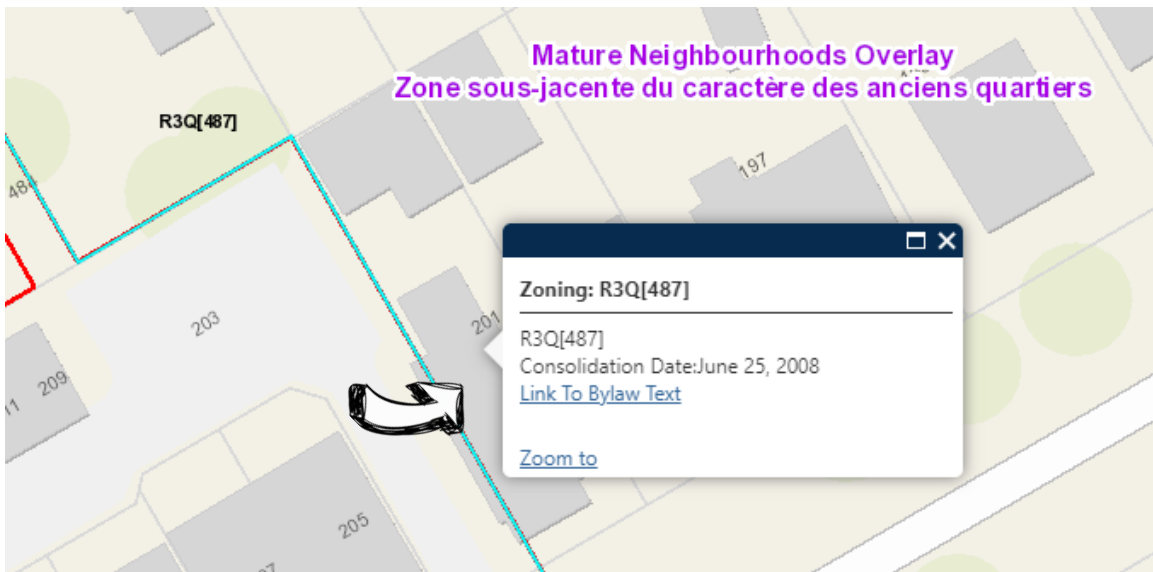 Mature Neighbourhoods Overlay
Zone sous-jacente du caractère des anciens quartiers
R3Q[487]
197
201
203
209
11
205
Zoning: R3Q[487]
R3Q[487]
Consolidation Date:June 25, 2008
Link To Bylaw Text
Zoom to